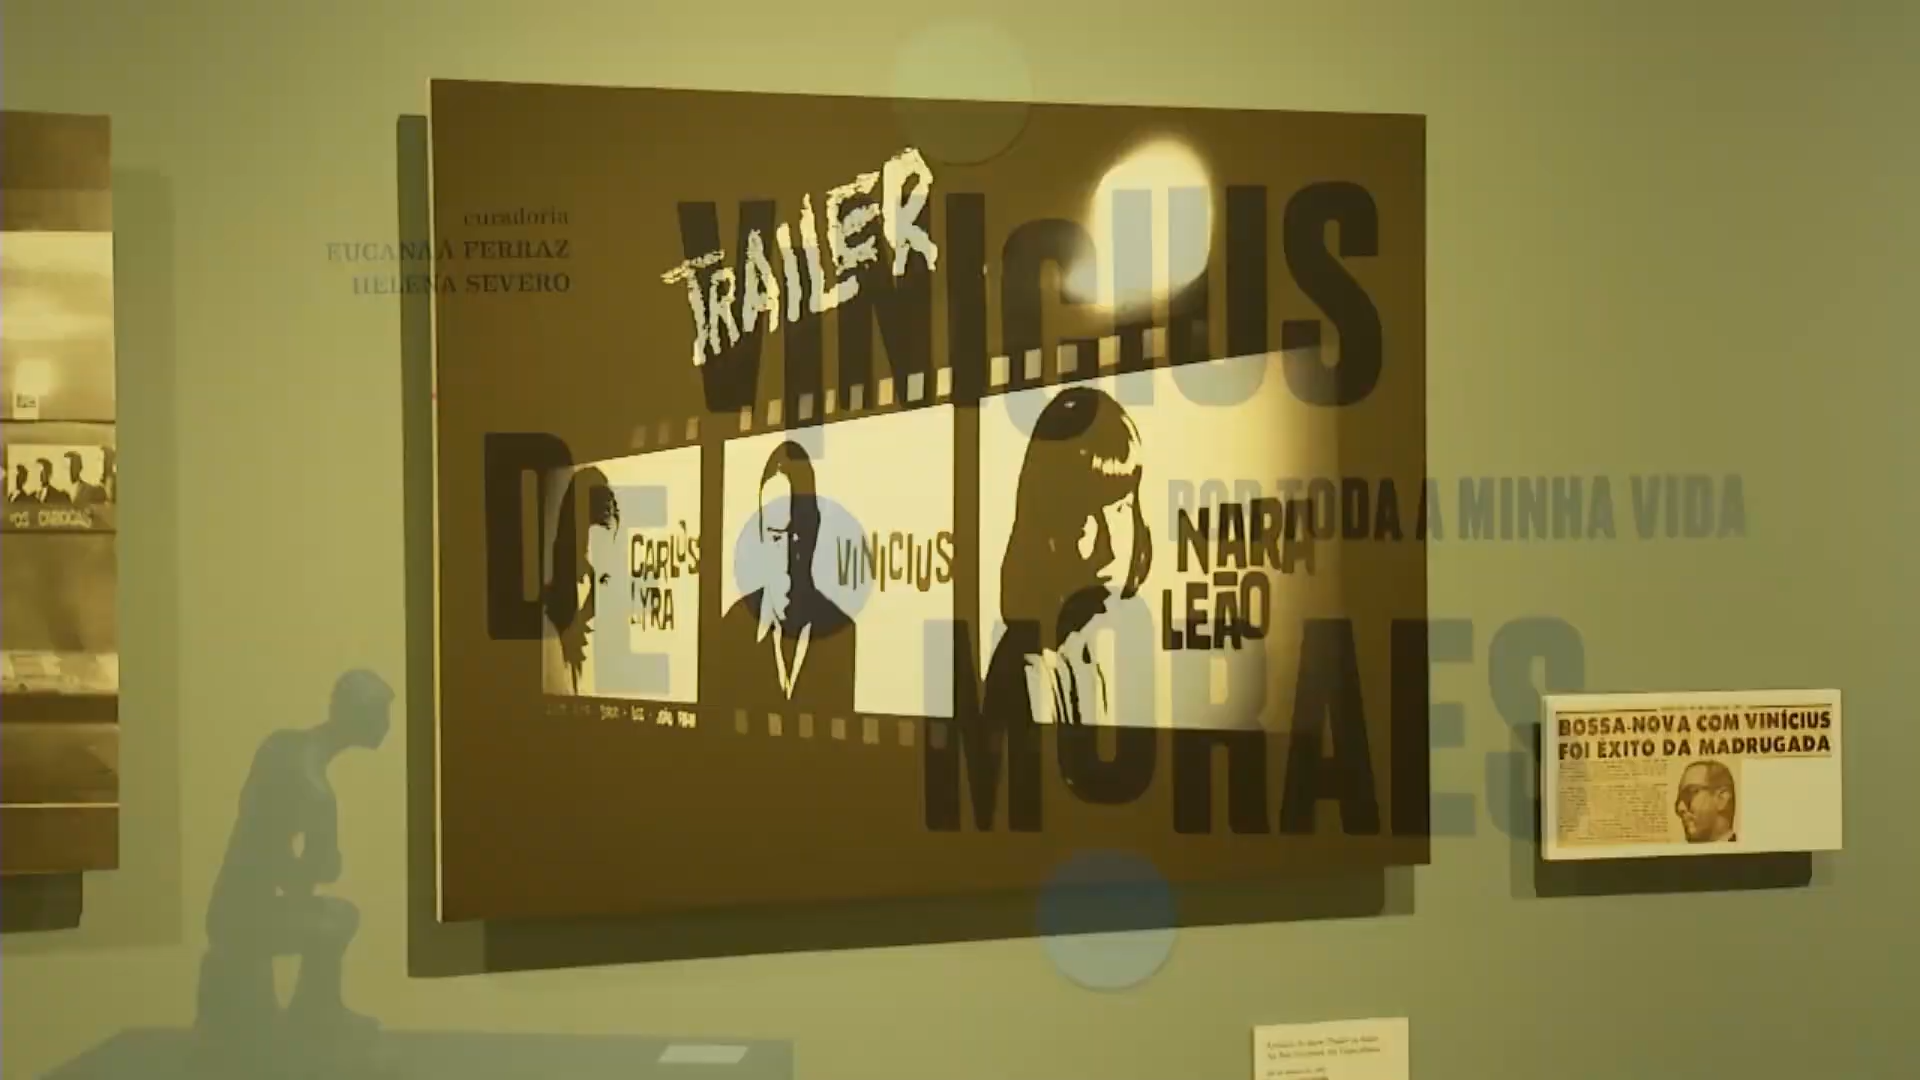 curadoria
EUCANAÃ FERRAZ
HELENA SEVERO
VINICIUS
DE
MORAES
POR TODA A MINHA VIDA
TRAILER
CARLOS
LYRA
VINICIUS
NARA
LEÃO
OS CARIOCAS
BOSSA-NOVA COM VINÍCIUS
FOI ÊXITO DA MADRUGADA